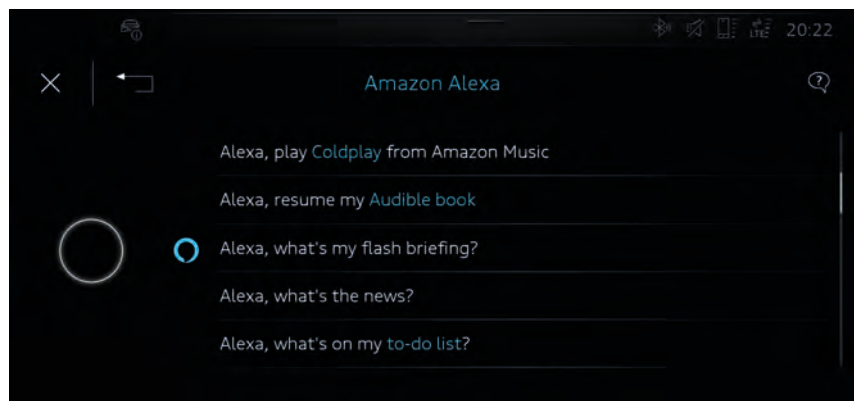 LTE 20:22
Amazon Alexa
?
Alexa, play Coldplay from Amazon Music
Alexa, resume my Audible book
Alexa, what's my flash briefing?
Alexa, what's the news?
Alexa, what's on my to-do list?